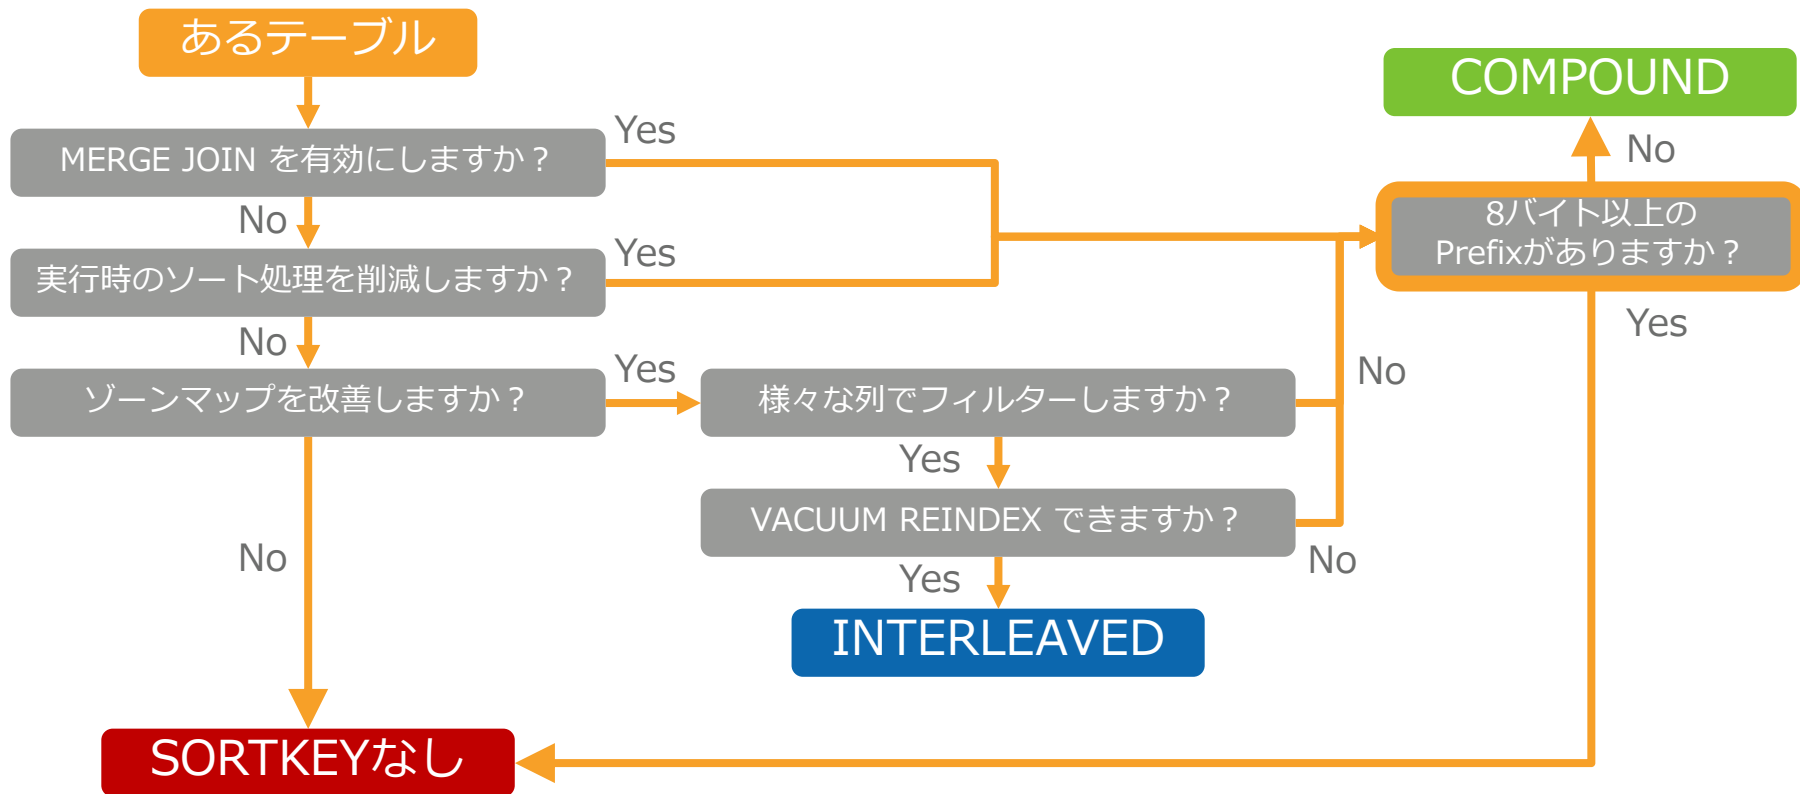 あるテーブル
MERGE JOIN を有効にしますか？
Yes
No
実行時のソート処理を削減しますか？
Yes
No
ゾーンマップを改善しますか？
Yes
No
様々な列でフィルターしますか？
No
Yes
VACUUM REINDEX できますか？
No
Yes
INTERLEAVED
COMPOUND
No
8バイト以上の
Prefixがありますか？
Yes
SORTKEYなし